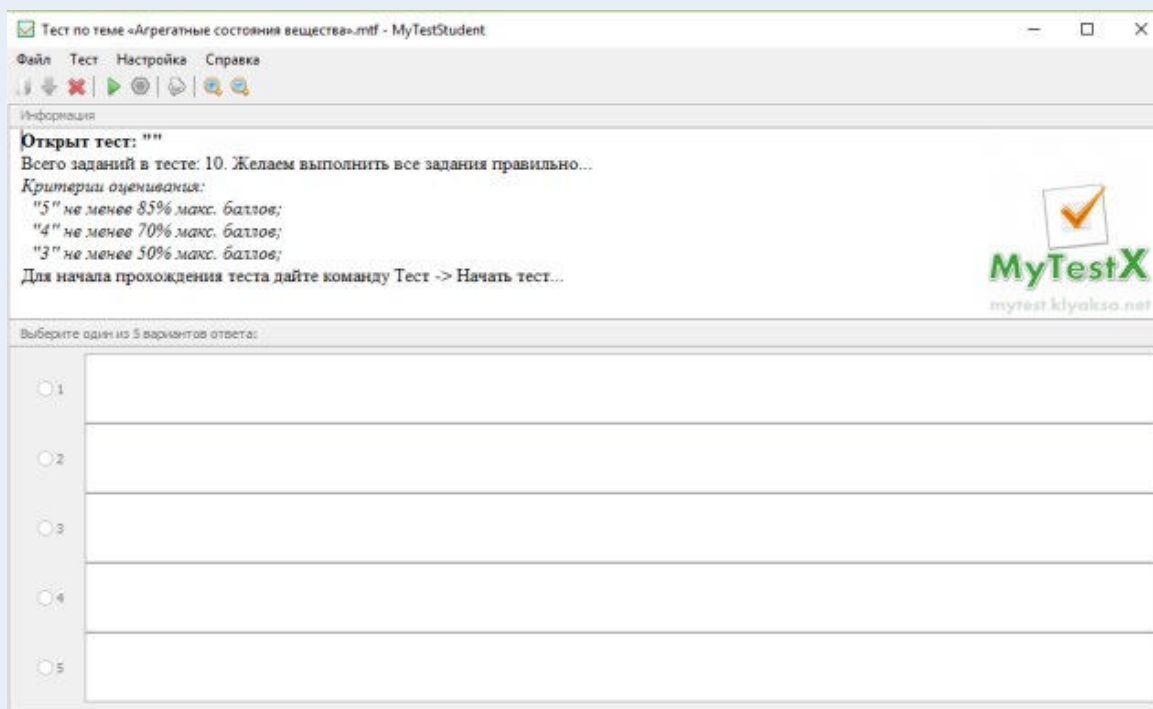 Тест по теме «Агрегатные состояния вещества».mtf - MyTestStudent
Файл Тест Настройка Справка
Информация
Открыт тест: ""
Всего заданий в тесте: 10. Желаем выполнить все задания правильно...
Критерии оценивания:
"5" не менее 85% макс. баллов;
"4" не менее 70% макс. баллов;
"3" не менее 50% макс. баллов;
Для начала прохождения теста дайте команду Тест -> Начать тест...
MyTestX
mytest.klyaksa.net
Выберите один из 5 вариантов ответа:
1
2
3
4
5